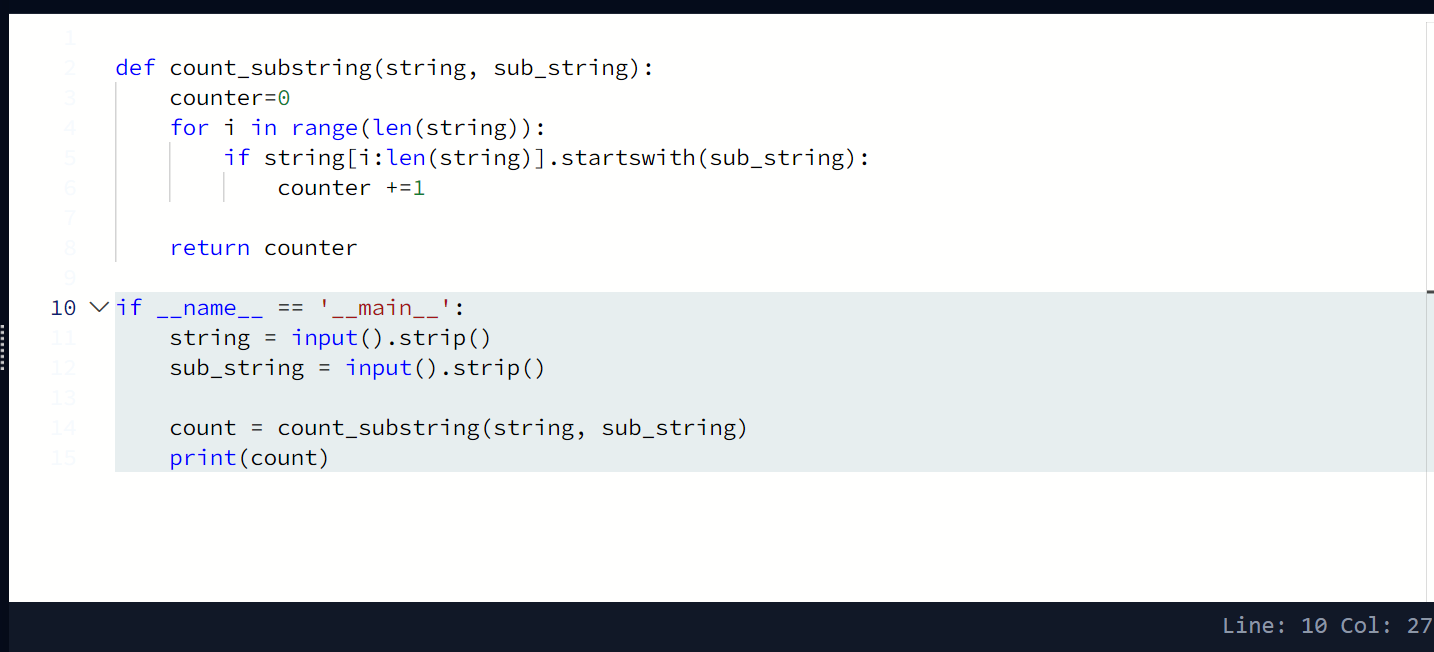 1
2 def count_substring(string, sub_string):
3 counter=0
4 for i in range(len(string)):
5 if string[i:len(string)].startswith(sub_string):
6 counter +=1
7
8 return counter
9
10 if __name__ == '__main__':
11 string = input().strip()
12 sub_string = input().strip()
13
14 count = count_substring(string, sub_string)
15 print(count)
Line: 10 Col: 27